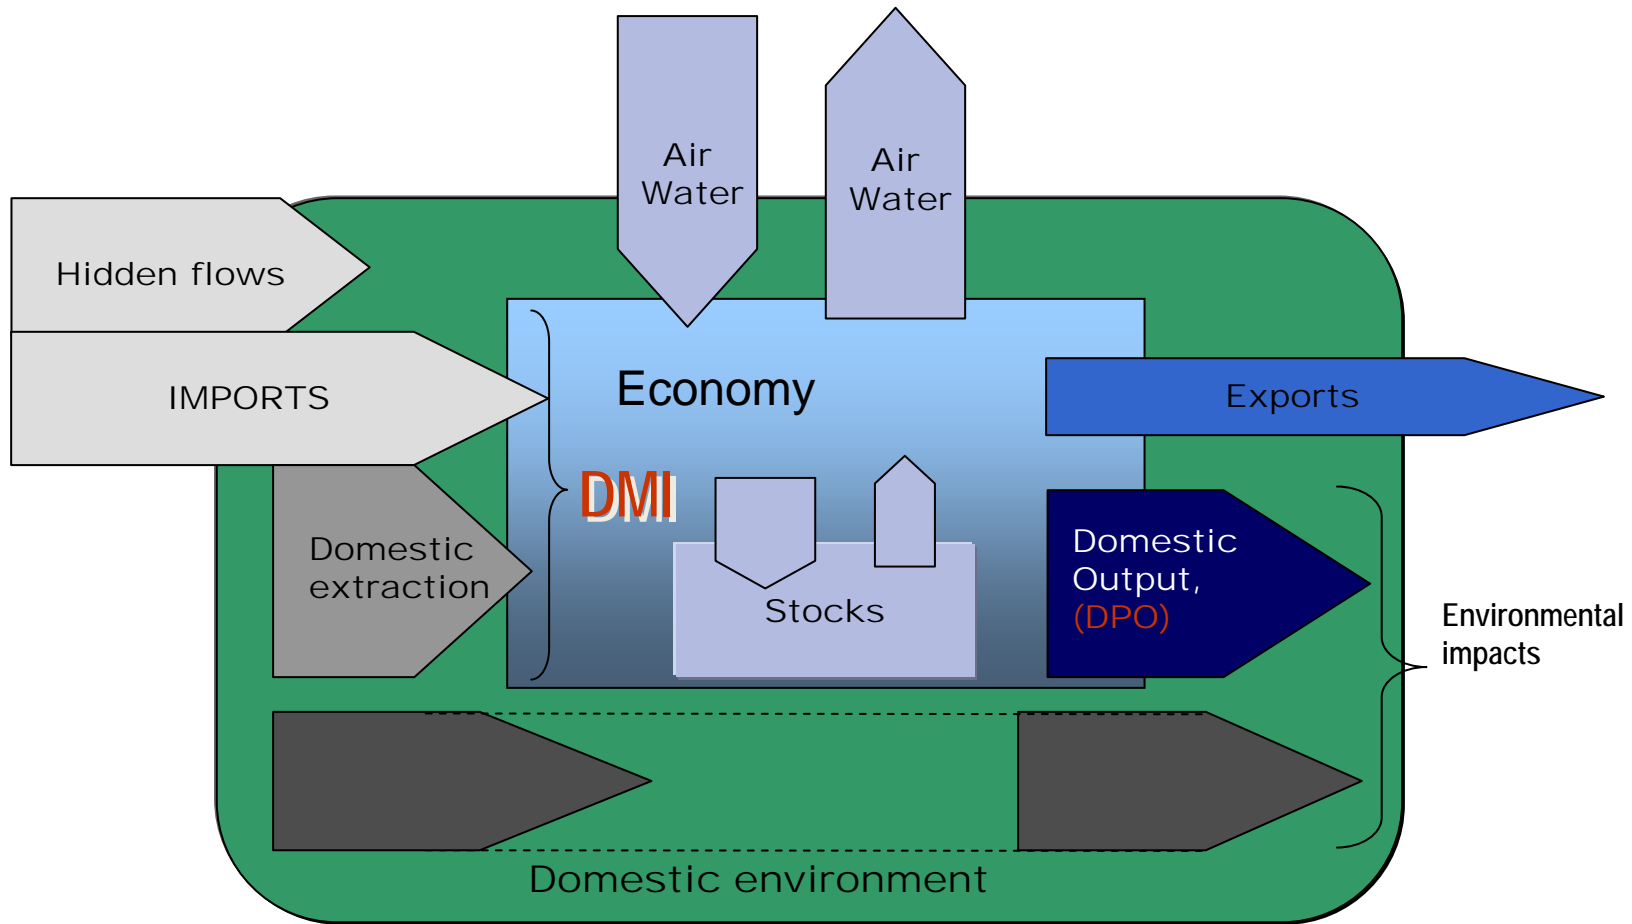 Air
Water
Air
Water
Hidden flows
IMPORTS
Economy
Exports
DMI
Domestic
extraction
Stocks
Domestic
Output,
(DPO)
Environmental
impacts
Domestic environment